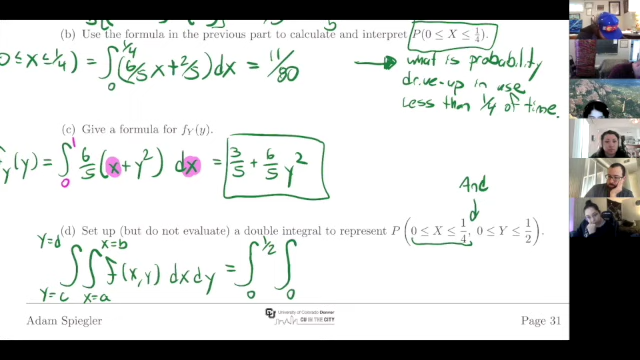 (b) Use the formula in the previous part to calculate and interpret P(0 ≤ X ≤ 1/4).
0 ≤ X ≤ 1/4) = ∫₀^{1/4} (6/5 x + 2/5) dx = 11/80
→ what is probability
drive-up in use
less than 1/4 of time.
(c) Give a formula for f_Y(y).
f_Y(y) = ∫₀¹ 6/5 (x + y²) dx = 3/5 + 6/5 y²
And
(d) Set up (but do not evaluate) a double integral to represent P(0 ≤ X ≤ 1/4, 0 ≤ Y ≤ 1/2).
Y=d X=b
∫∫ f(x,y) dx dy = ∫₀^{1/2} ∫₀
Y=c X=a
Adam Spiegler University of Colorado Denver CU IN THE CITY Page 31